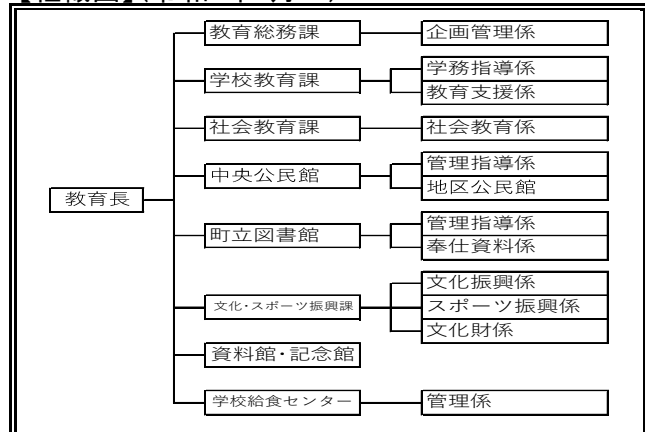 教育総務課 企画管理係
学校教育課 学務指導係
教育支援係
社会教育課 社会教育係
中央公民館 管理指導係
地区公民館
教育長
町立図書館 管理指導係
奉仕資料係
文化・スポーツ振興課 文化振興係
スポーツ振興係
文化財係
資料館・記念館
学校給食センター 管理係